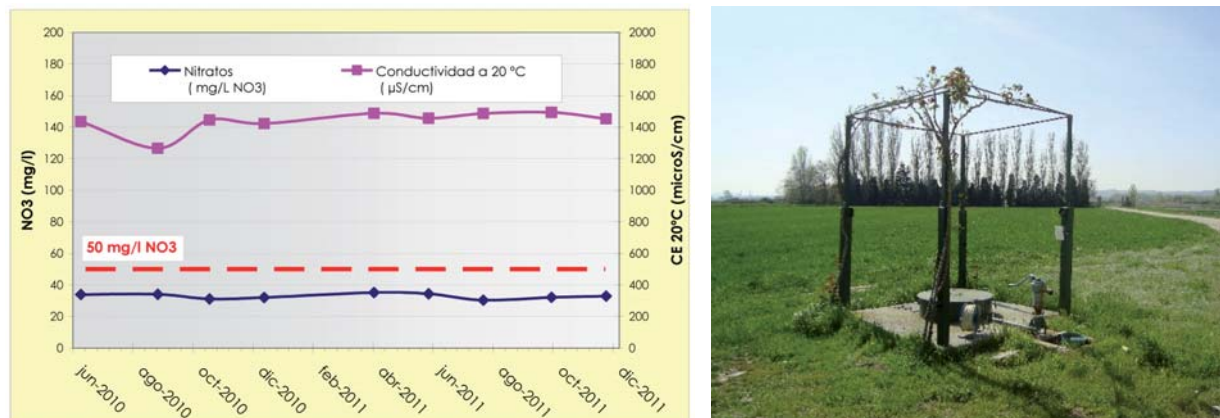 200
180
160
140
120
100
80
60
40
20
0
NO3 (mg/l)
Nitratos
( mg/L NO3)
Conductividad a 20 ºC
( µS/cm)
50 mg/l NO3
2000
1800
1600
1400
1200
1000
800
600
400
200
0
CE 20ºC (microS/cm)
jun-2010
ago-2010
oct-2010
dic-2010
feb-2011
abr-2011
jun-2011
ago-2011
oct-2011
dic-2011